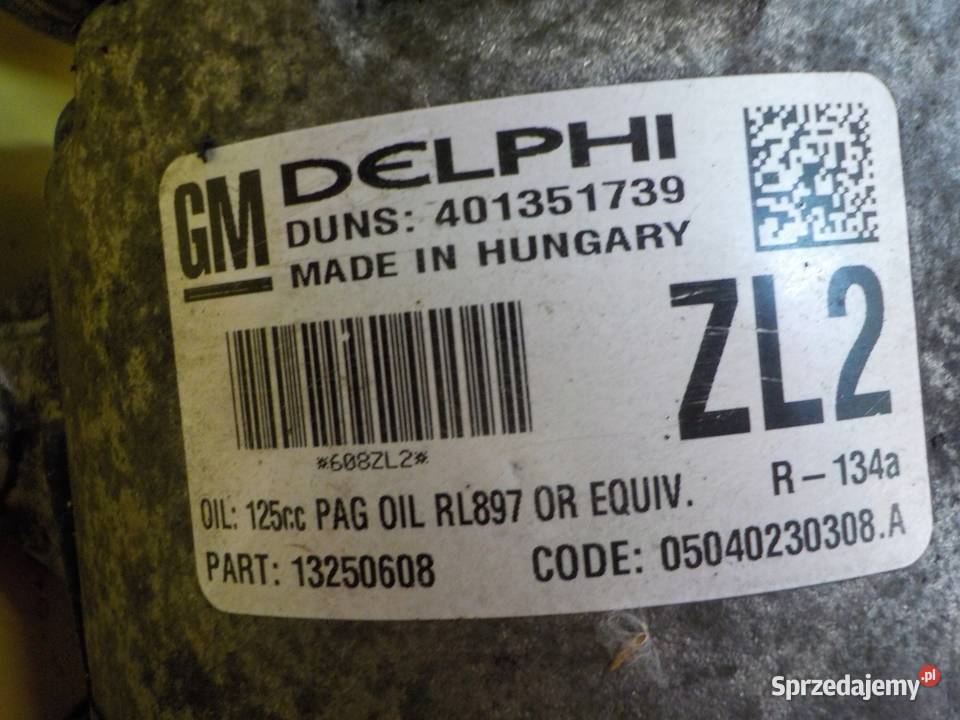 GM DELPHI
DUNS: 401351739
MADE IN HUNGARY
ZL2
*608ZL2*
OIL: 125cc PAG OIL RL897 OR EQUIV. R-134a
PART: 13250608 CODE: 05040230308.A
Sprzedajemy.pl